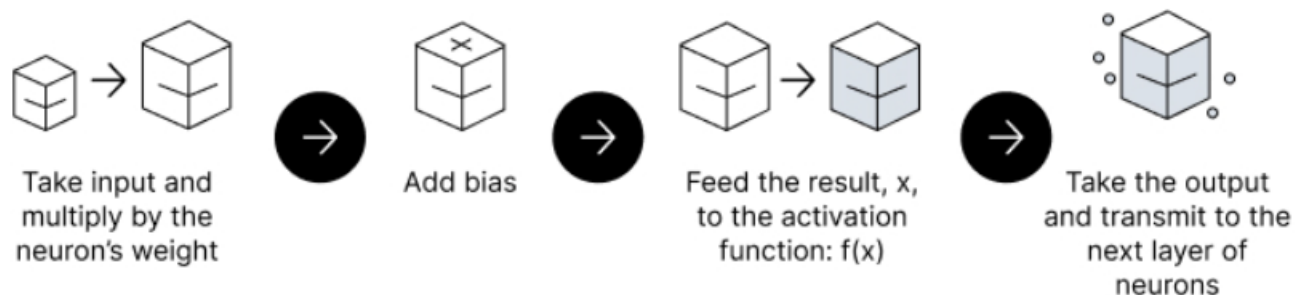 Take input and
multiply by the
neuron's weight
Add bias
Feed the result, x,
to the activation
function: f(x)
Take the output
and transmit to the
next layer of
neurons